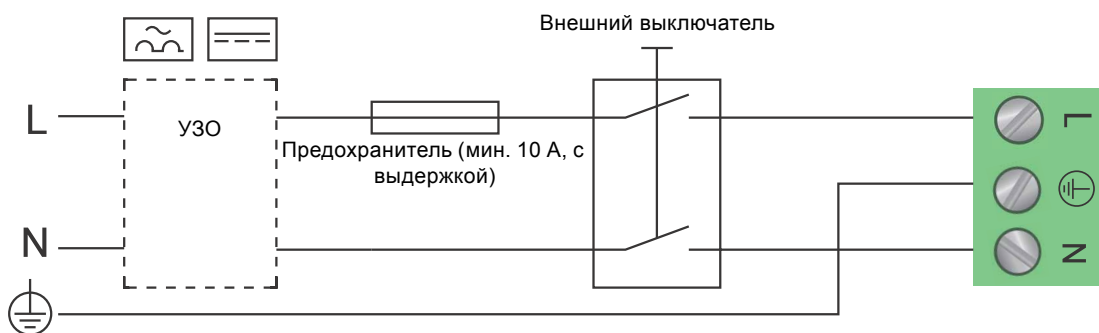 Внешний выключатель
L
УЗО
Предохранитель (мин. 10 А, с
выдержкой)
N
L
N